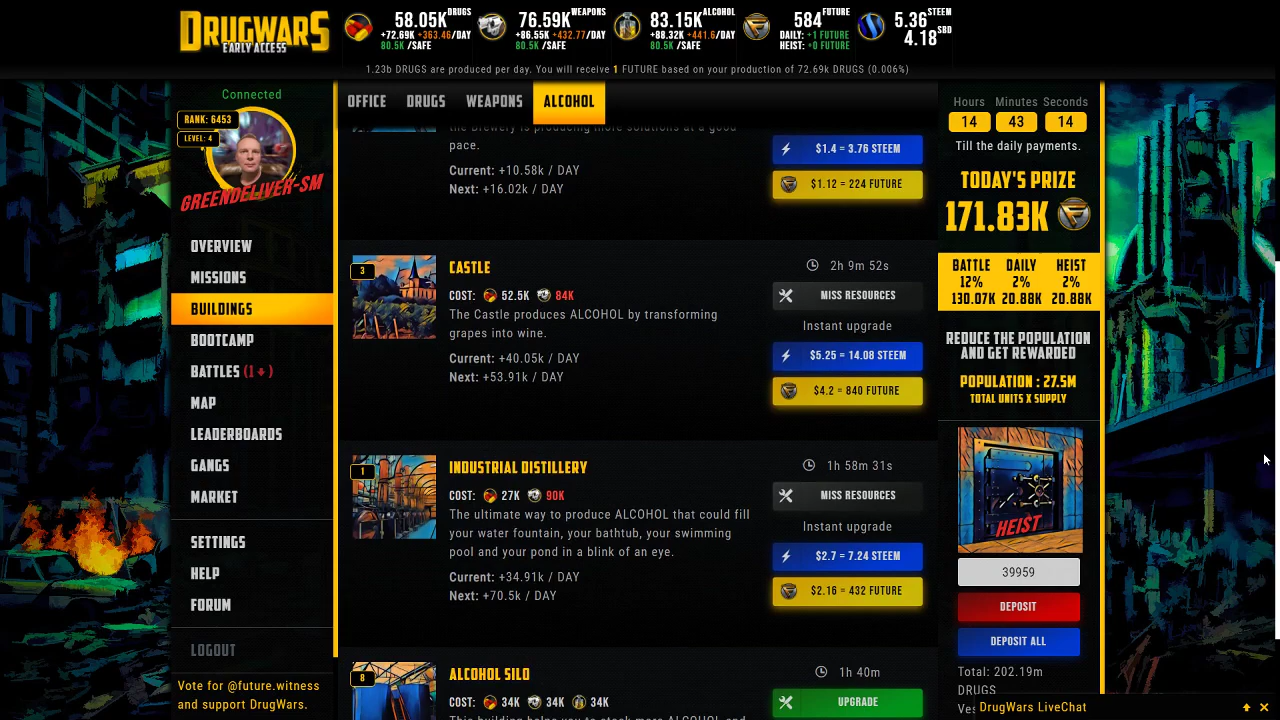 DRUGWARS
EARLY ACCESS
58.05K DRUGS
+72.69K +363.46/DAY
80.5K /SAFE
76.59K WEAPONS
+86.55K +432.77/DAY
80.5K /SAFE
83.15K ALCOHOL
+88.32K +441.6/DAY
80.5K /SAFE
584 FUTURE
DAILY: +1 FUTURE
HEIST: +0 FUTURE
5.36 STEEM
4.18 SBD
1.23b DRUGS are produced per day. You will receive 1 FUTURE based on your production of 72.69k DRUGS (0.006%)
Connected
RANK: 6453
LEVEL: 4
GREENDELIVER-SM
OVERVIEW
MISSIONS
BUILDINGS
BOOTCAMP
BATTLES (1 )
MAP
LEADERBOARDS
GANGS
MARKET
SETTINGS
HELP
FORUM
LOGOUT
Vote for @future.witness
and support DrugWars.
OFFICE DRUGS WEAPONS ALCOHOL
the Brewery is producing more solutions at a good
pace.
Current: +10.58k / DAY
Next: +16.02k / DAY
$1.4 = 3.76 STEEM
$1.12 = 224 FUTURE
3
CASTLE
COST: 52.5K 84K
The Castle produces ALCOHOL by transforming
grapes into wine.
Current: +40.05k / DAY
Next: +53.91k / DAY
2h 9m 52s
MISS RESOURCES
Instant upgrade
$5.25 = 14.08 STEEM
$4.2 = 840 FUTURE
1
INDUSTRIAL DISTILLERY
COST: 27K 90K
The ultimate way to produce ALCOHOL that could fill
your water fountain, your bathtub, your swimming
pool and your pond in a blink of an eye.
Current: +34.91k / DAY
Next: +70.5k / DAY
1h 58m 31s
MISS RESOURCES
Instant upgrade
$2.7 = 7.24 STEEM
$2.16 = 432 FUTURE
8
ALCOHOL SILO
COST: 34K 34K 34K
This building helps you to stock more ALCOHOL and
1h 40m
UPGRADE
Hours Minutes Seconds
14 43 14
Till the daily payments.
TODAY'S PRIZE
171.83K
BATTLE DAILY HEIST
12% 2% 2%
130.07K 20.88K 20.88K
REDUCE THE POPULATION
AND GET REWARDED
POPULATION : 27.5M
TOTAL UNITS X SUPPLY
HEIST
39959
DEPOSIT
DEPOSIT ALL
Total: 202.19m
DRUGS
DrugWars LiveChat